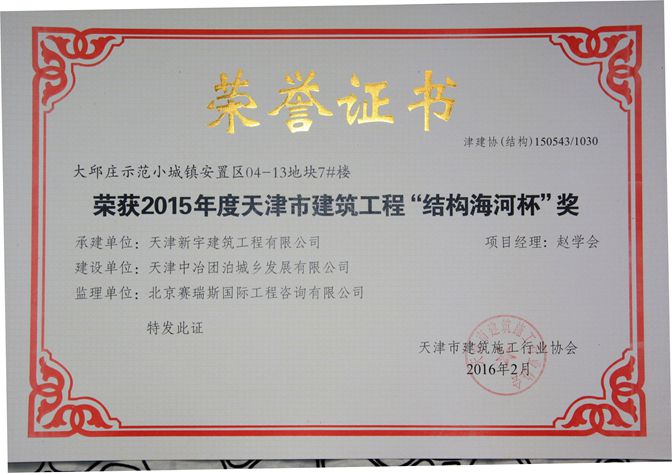 荣誉证书
津建协(结构)150543/1030
大邱庄示范小城镇安置区04-13地块7#楼
荣获2015年度天津市建筑工程“结构海河杯”奖
承建单位：天津新宇建筑工程有限公司 项目经理：赵学会
建设单位：天津中冶团泊城乡发展有限公司
监理单位：北京赛瑞斯国际工程咨询有限公司
特发此证
天津市建筑施工行业协会
2016年2月